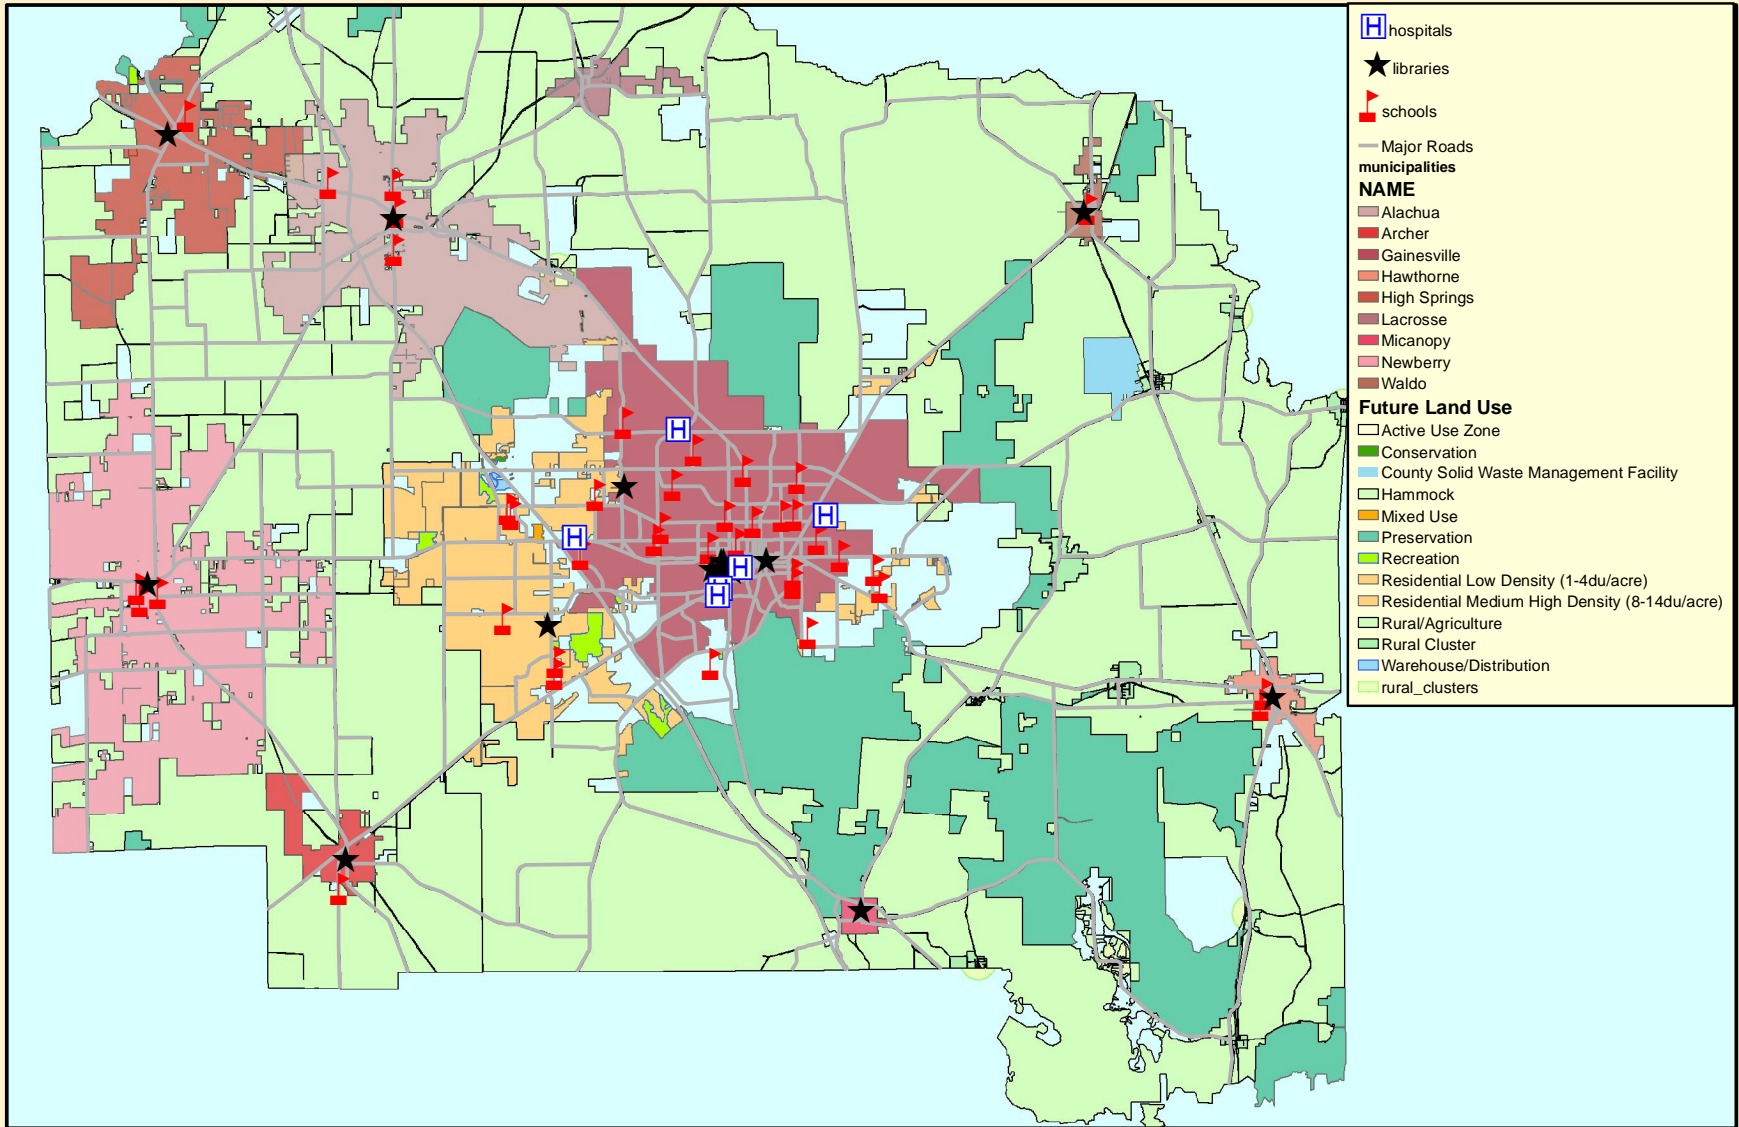 H hospitals
libraries
schools
Major Roads
municipalities
NAME
Alachua
Archer
Gainesville
Hawthorne
High Springs
Lacrosse
Micanopy
Newberry
Waldo
Future Land Use
Active Use Zone
Conservation
County Solid Waste Management Facility
Hammock
Mixed Use
Preservation
Recreation
Residential Low Density (1-4du/acre)
Residential Medium High Density (8-14du/acre)
Rural/Agriculture
Rural Cluster
Warehouse/Distribution
rural_clusters
H
H
H
H
H